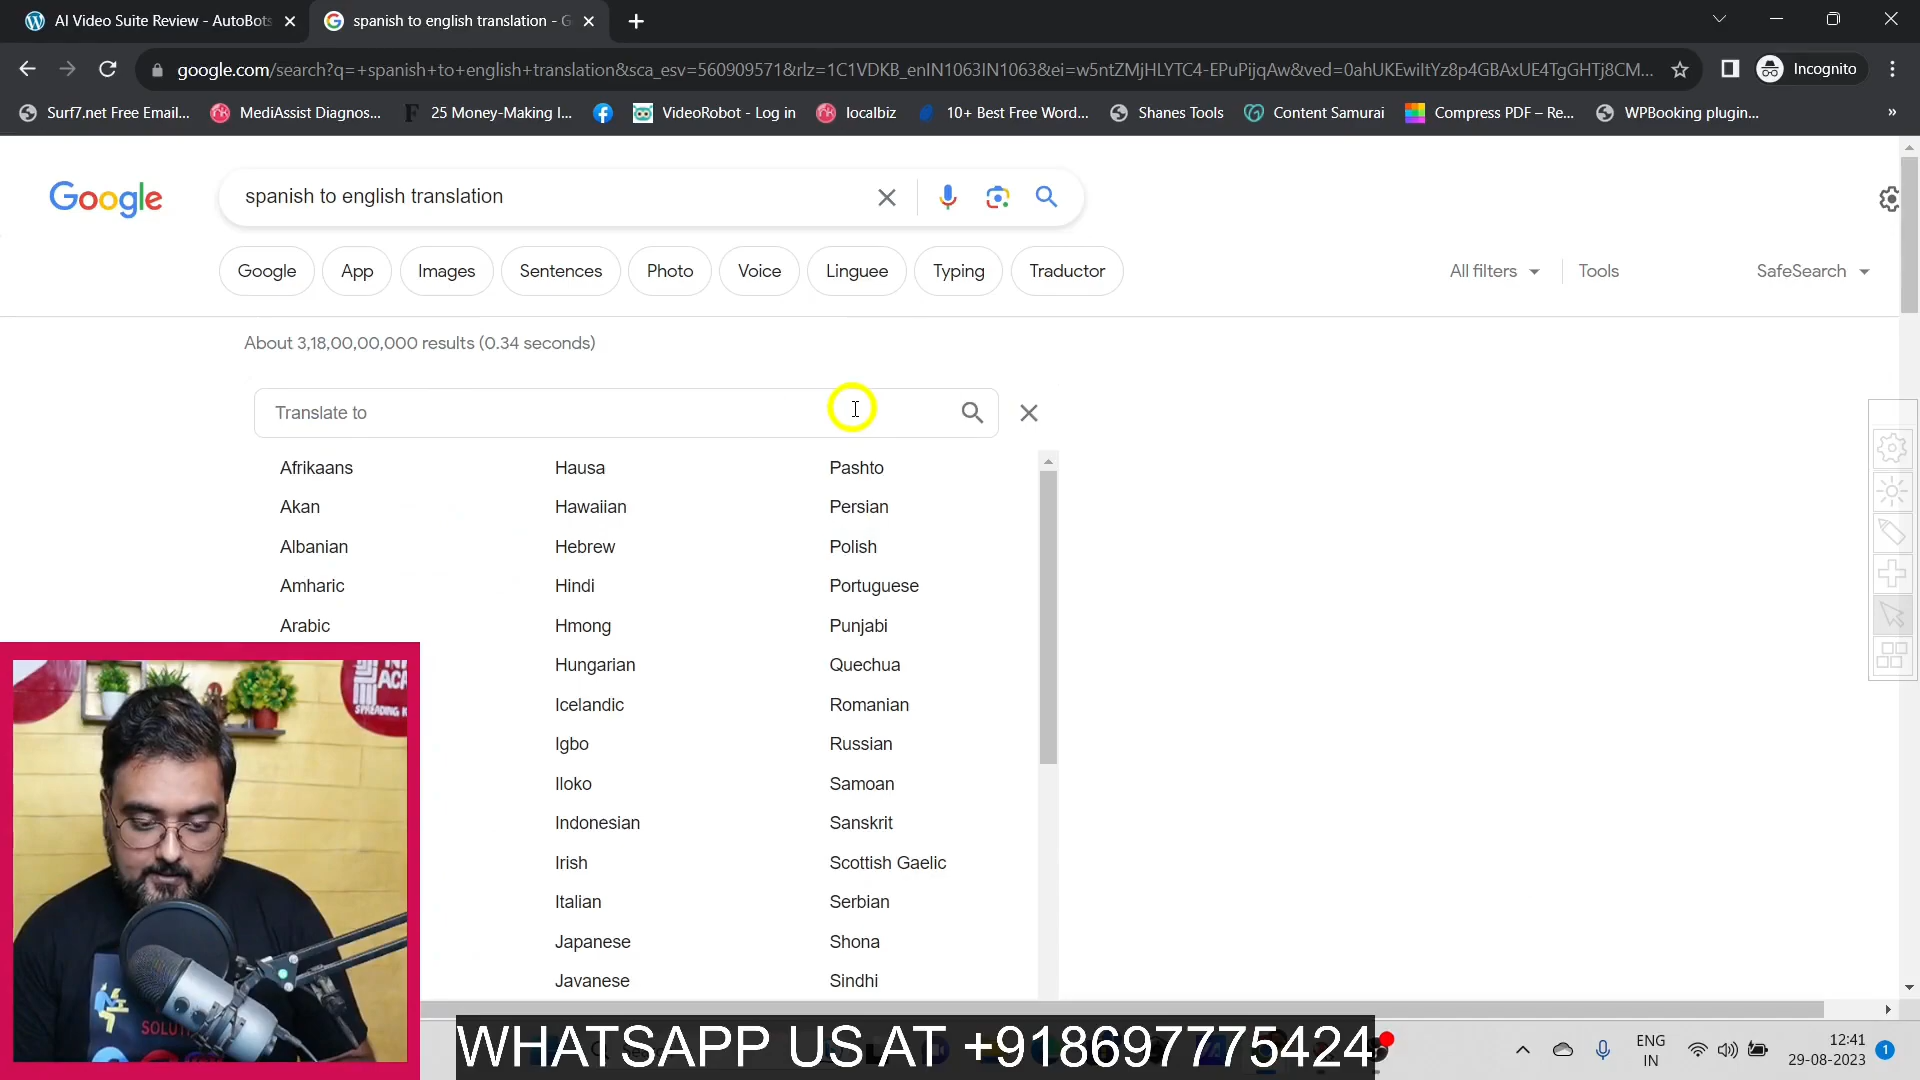 AI Video Suite Review - AutoBots
spanish to english translation - G
google.com/search?q=+spanish+to+english+translation&sca_esv=560909571&rlz=1C1VDKB_enIN1063IN1063&ei=w5ntZMjHLYTC4-EPuPijqAw&ved=0ahUKEwiItYz8p4GBAxUE4TgGHTj8CM...
Incognito
Surf7.net Free Email...
MediAssist Diagnos...
25 Money-Making I...
VideoRobot - Log in
localbiz
10+ Best Free Word...
Shanes Tools
Content Samurai
Compress PDF – Re...
WPBooking plugin...
»
Google
spanish to english translation
Google
App
Images
Sentences
Photo
Voice
Linguee
Typing
Traductor
All filters
Tools
SafeSearch
About 3,18,00,00,000 results (0.34 seconds)
Translate to
Afrikaans
Hausa
Pashto
Akan
Hawaiian
Persian
Albanian
Hebrew
Polish
Amharic
Hindi
Portuguese
Arabic
Hmong
Punjabi
Hungarian
Quechua
Icelandic
Romanian
Igbo
Russian
Iloko
Samoan
Indonesian
Sanskrit
Irish
Scottish Gaelic
Italian
Serbian
Japanese
Shona
Javanese
Sindhi
WHATSAPP US AT +918697775424
ENG
IN
12:41
29-08-2023
1